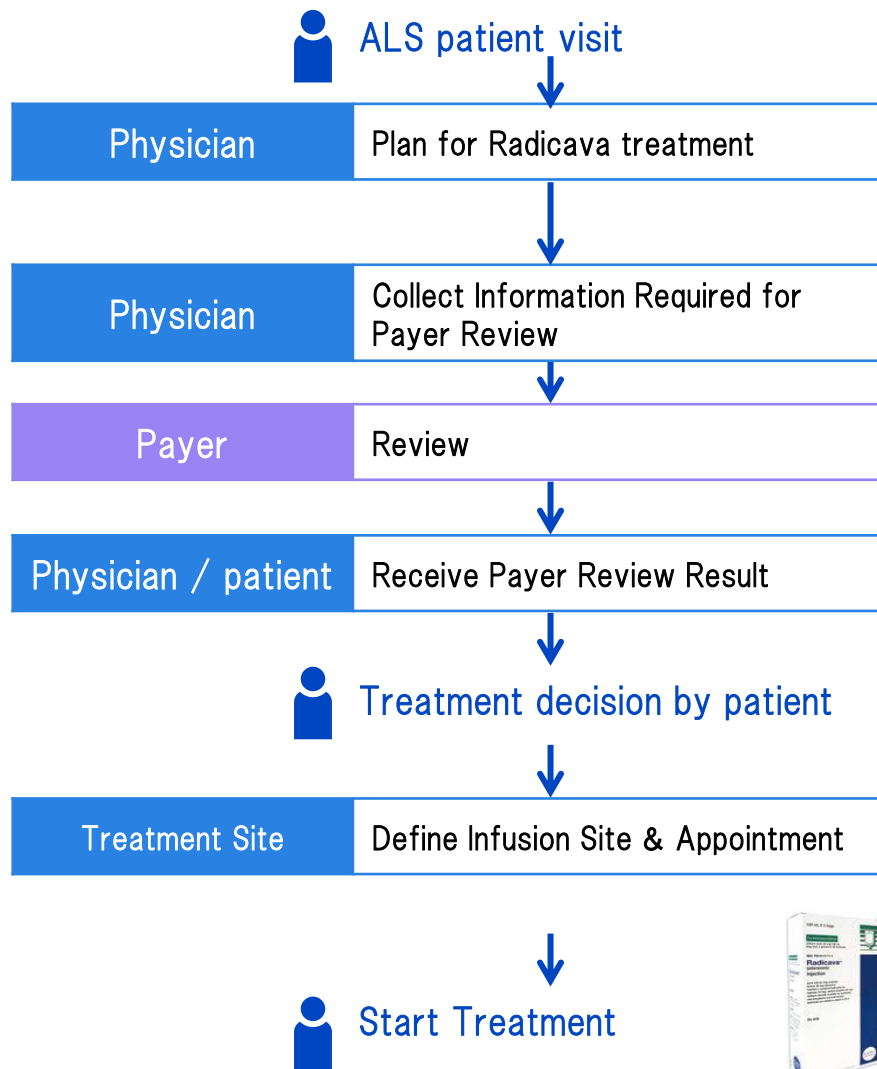 ALS patient visit
Physician
Plan for Radicava treatment
Physician
Collect Information Required for
Payer Review
Payer
Review
Physician / patient
Receive Payer Review Result
Treatment decision by patient
Treatment Site
Define Infusion Site & Appointment
Radicava
Start Treatment